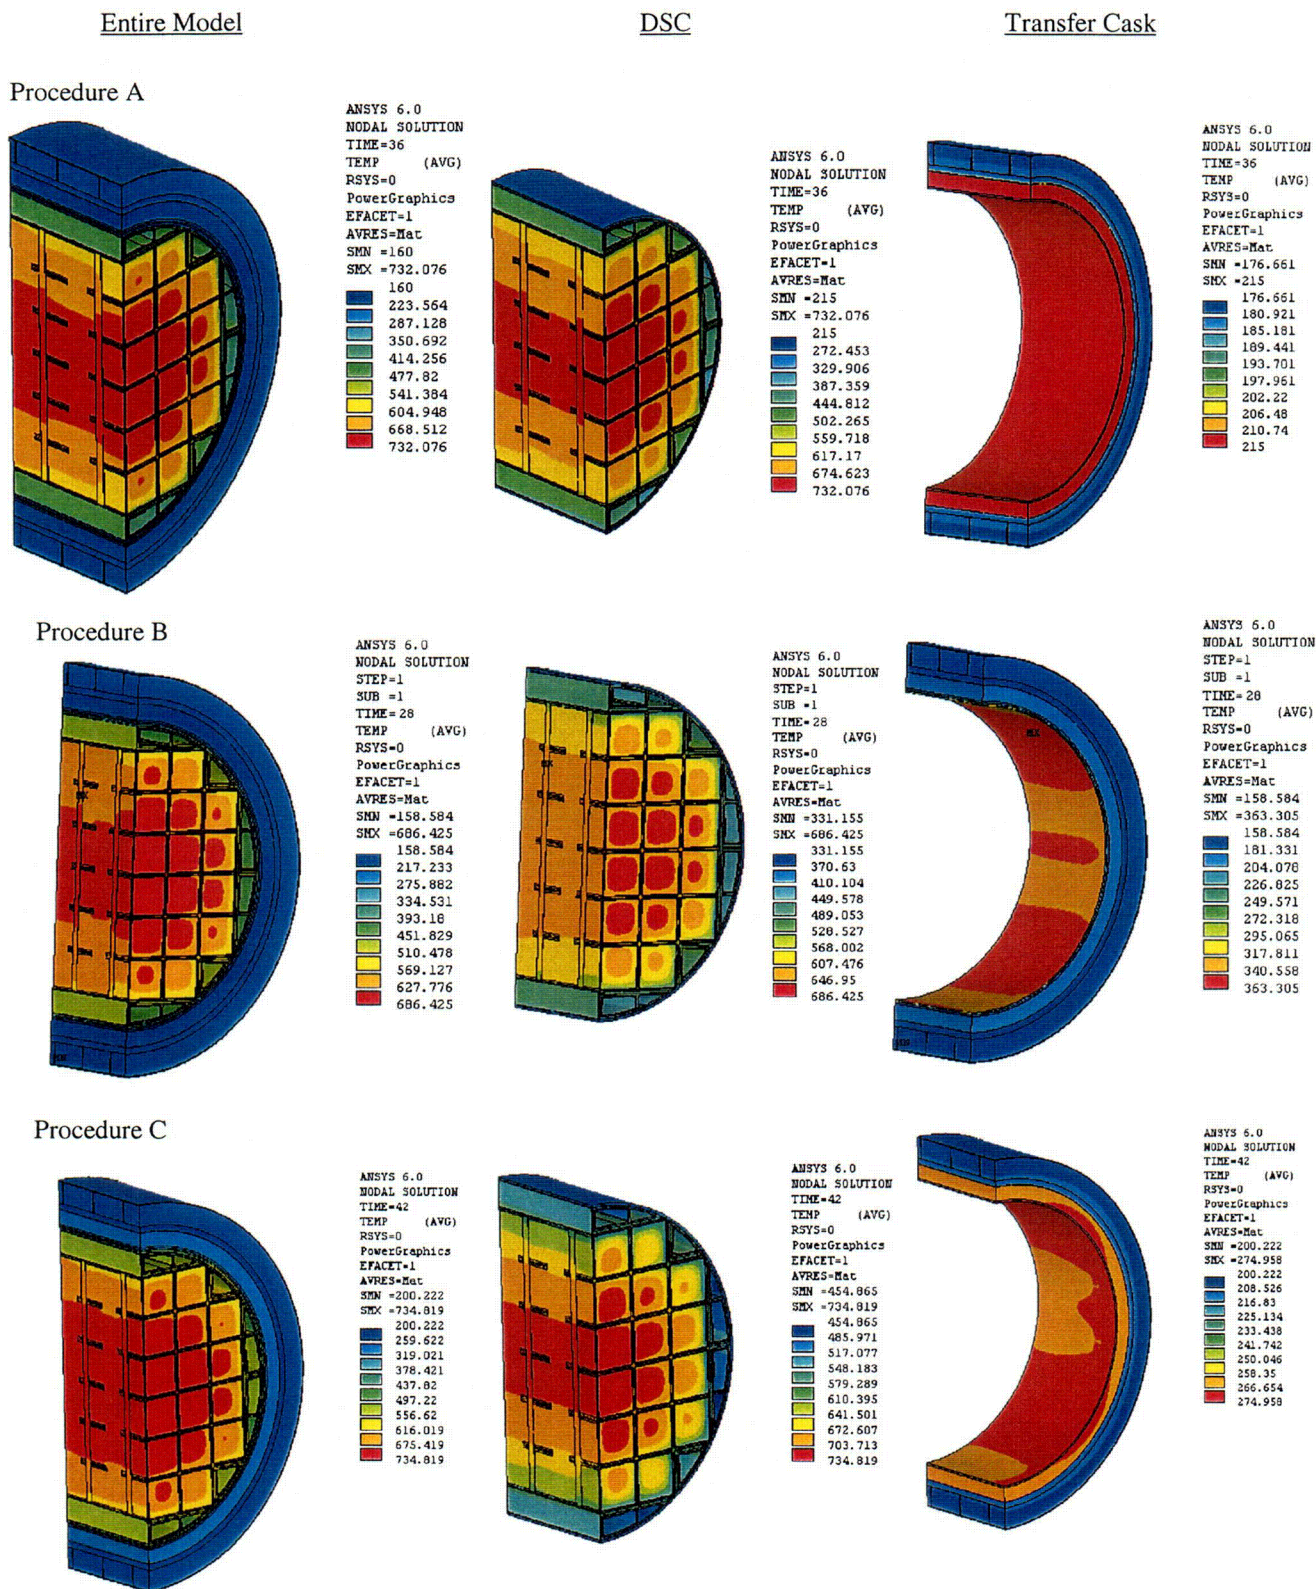 Entire Model
DSC
Transfer Cask
Procedure A
ANSYS 6.0
NODAL SOLUTION
TIME=36
TEMP (AVG)
RSYS=0
PowerGraphics
EFACET=1
AVRES=Mat
SMN =160
SMX =732.076
160
223.564
287.128
350.692
414.256
477.82
541.384
604.948
668.512
732.076
ANSYS 6.0
NODAL SOLUTION
TIME=36
TEMP (AVG)
RSYS=0
PowerGraphics
EFACET=1
AVRES=Mat
SMN =215
SMX =732.076
215
272.453
329.906
387.359
444.812
502.265
559.718
617.17
674.623
732.076
ANSYS 6.0
NODAL SOLUTION
TIME=36
TEMP (AVG)
RSYS=0
PowerGraphics
EFACET=1
AVRES=Mat
SMN =176.661
SMX =215
176.661
180.921
185.181
189.441
193.701
197.961
202.22
206.48
210.74
215
Procedure B
ANSYS 6.0
NODAL SOLUTION
STEP=1
SUB =1
TIME=28
TEMP (AVG)
RSYS=0
PowerGraphics
EFACET=1
AVRES=Mat
SMN =158.584
SMX =686.425
158.584
217.233
275.882
334.531
393.18
451.829
510.478
569.127
627.776
686.425
ANSYS 6.0
NODAL SOLUTION
STEP=1
SUB =1
TIME=28
TEMP (AVG)
RSYS=0
PowerGraphics
EFACET=1
AVRES=Mat
SMN =331.155
SMX =686.425
331.155
370.63
410.104
449.578
489.053
528.527
568.002
607.476
646.95
686.425
MX
ANSYS 6.0
NODAL SOLUTION
STEP=1
SUB =1
TIME=28
TEMP (AVG)
RSYS=0
PowerGraphics
EFACET=1
AVRES=Mat
SMN =158.584
SMX =363.305
158.584
181.331
204.078
226.825
249.571
272.318
295.065
317.811
340.558
363.305
Procedure C
ANSYS 6.0
NODAL SOLUTION
TIME=42
TEMP (AVG)
RSYS=0
PowerGraphics
EFACET=1
AVRES=Mat
SMN =200.222
SMX =734.819
200.222
259.622
319.021
378.421
437.82
497.22
556.62
616.019
675.419
734.819
ANSYS 6.0
NODAL SOLUTION
TIME=42
TEMP (AVG)
RSYS=0
PowerGraphics
EFACET=1
AVRES=Mat
SMN =454.865
SMX =734.819
454.865
485.971
517.077
548.183
579.289
610.395
641.501
672.607
703.713
734.819
ANSYS 6.0
NODAL SOLUTION
TIME=42
TEMP (AVG)
RSYS=0
PowerGraphics
EFACET=1
AVRES=Mat
SMN =200.222
SMX =274.958
200.222
208.526
216.83
225.134
233.438
241.742
250.046
258.35
266.654
274.958